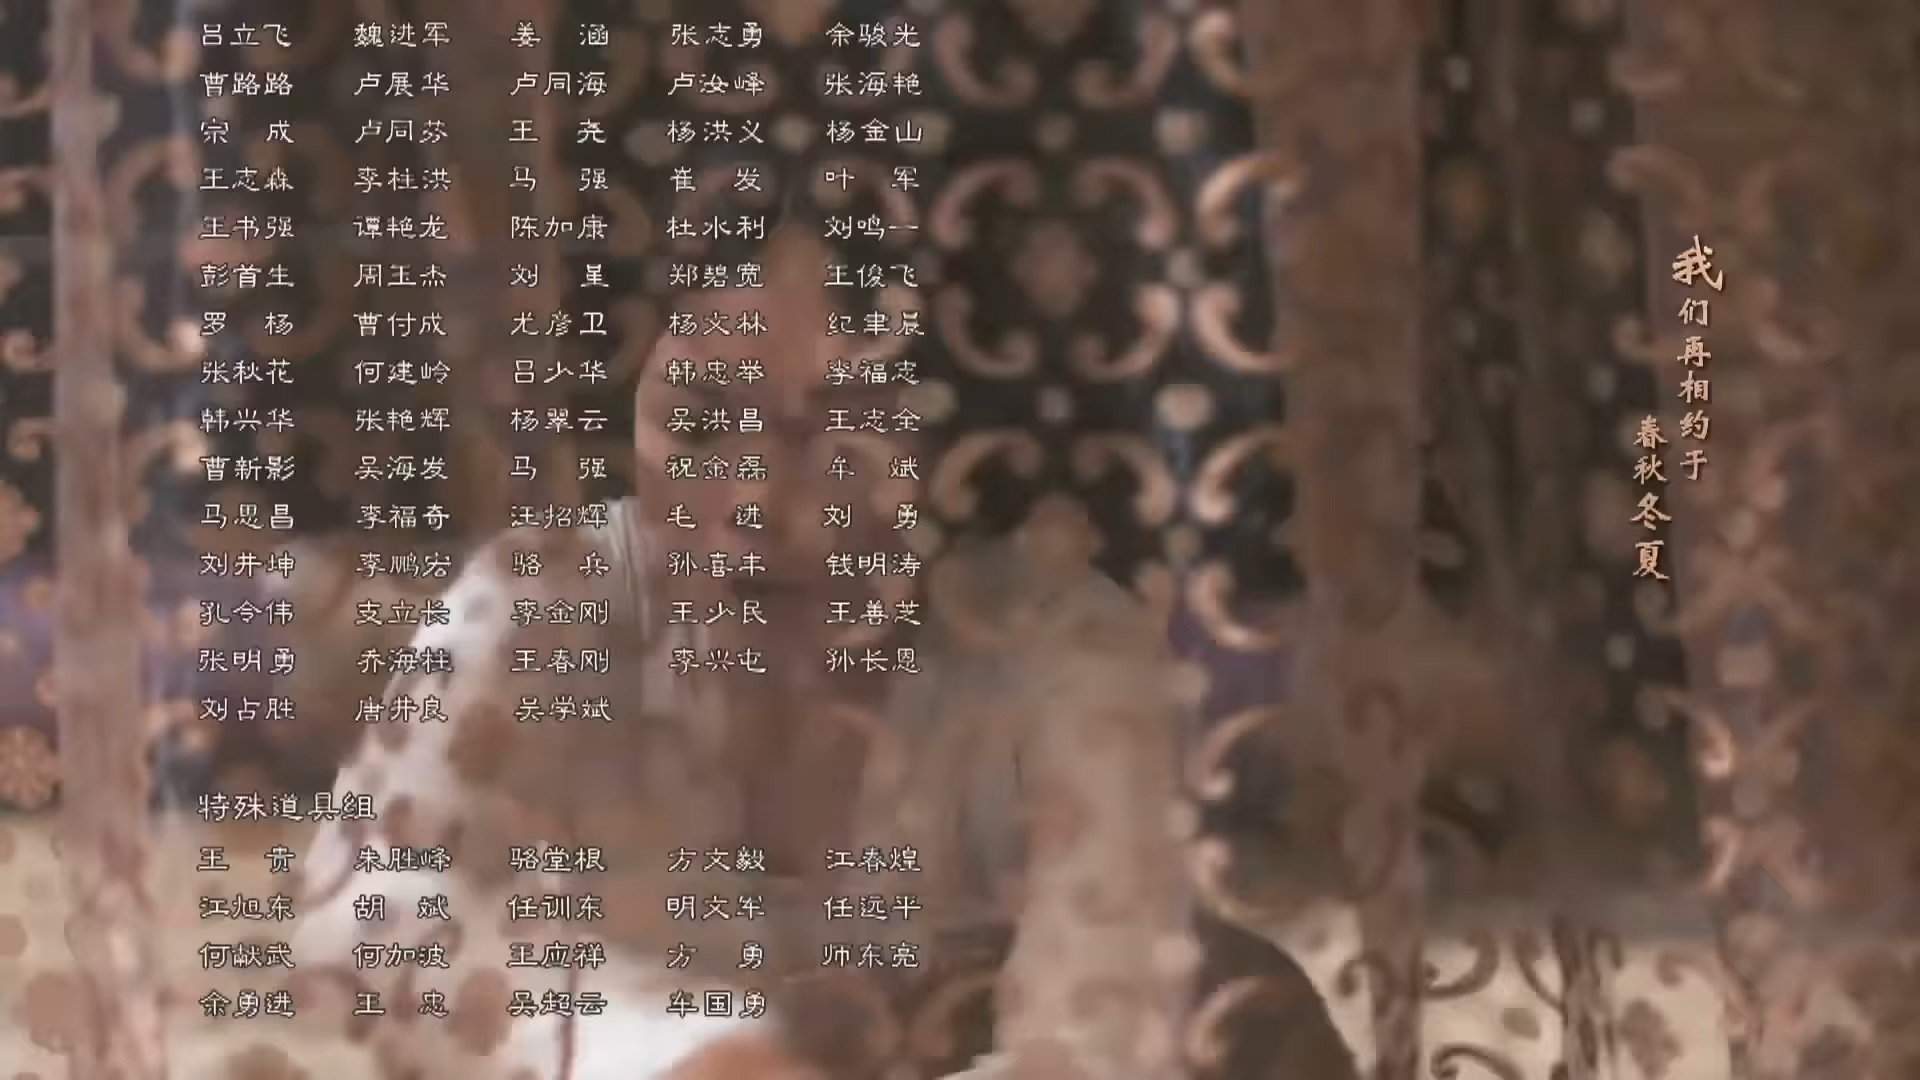 吕立飞 魏进军 姜 涵 张志勇 余骏光
曹路路 卢展华 卢同海 卢汝峰 张海艳
宗 成 卢同芬 王 尧 杨洪义 杨金山
王志森 李柱洪 马 强 崔 发 叶 军
王书强 谭艳龙 陈加康 杜水利 刘鸣一
彭首生 周玉杰 刘 星 郑碧宽 王俊飞
罗 杨 曹付成 尤彦卫 杨文林 纪聿晨
张秋花 何建岭 吕少华 韩忠举 李福志
韩兴华 张艳辉 杨翠云 吴洪昌 王志全
曹新影 吴海发 马 强 祝金磊 牟 斌
马思昌 李福奇 汪招辉 毛 进 刘 勇
刘井坤 李鹏宏 骆 兵 孙喜丰 钱明涛
孔令伟 支立长 李金刚 王少民 王善芝
张明勇 乔海柱 王春刚 李兴屯 孙长恩
刘占胜 唐井良 吴学斌
特殊道具组
王 贵 朱胜峰 骆堂根 方文毅 江春煌
江旭东 胡 斌 任训东 明文军 任远平
何献武 何加波 王应祥 方 勇 师东亮
余勇进 王 忠 吴超云 车国勇
我们再相约于
春秋冬夏